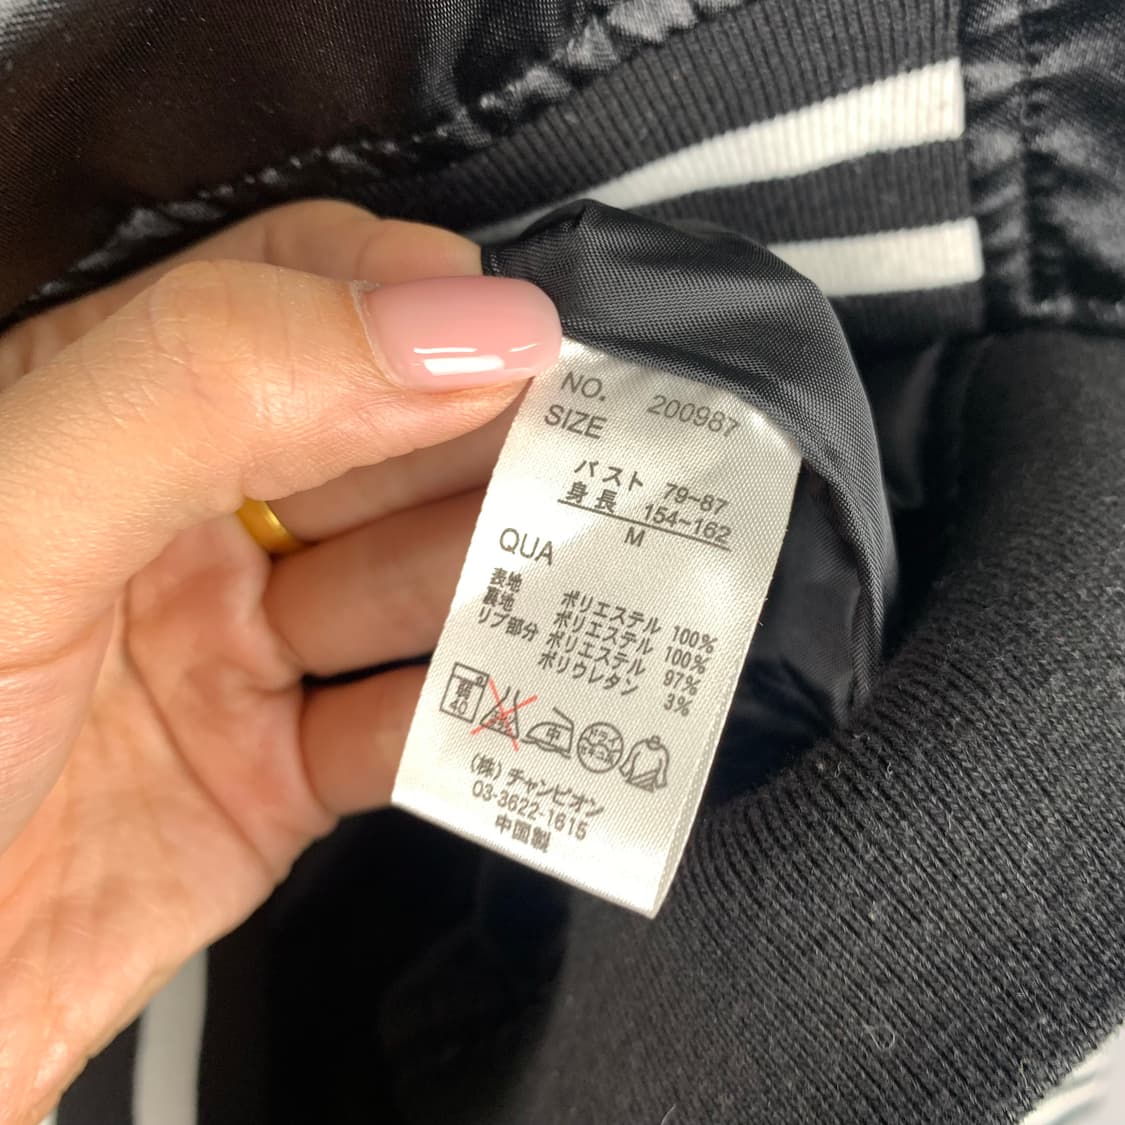 NO. 200987
SIZE
バスト 79~87
身長 154~162
M
QUA
表地 ポリエステル 100%
裏地 ポリエステル 100%
リブ部分 ポリエステル 97%
ポリウレタン 3%
40
中
(株)チャンピオン
03-3622-1615
中国製